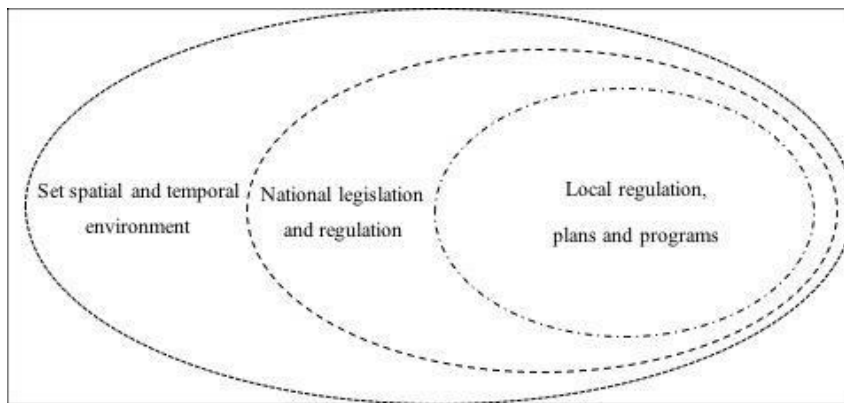 Set spatial and temporal
environment
National legislation
and regulation
Local regulation,
plans and programs